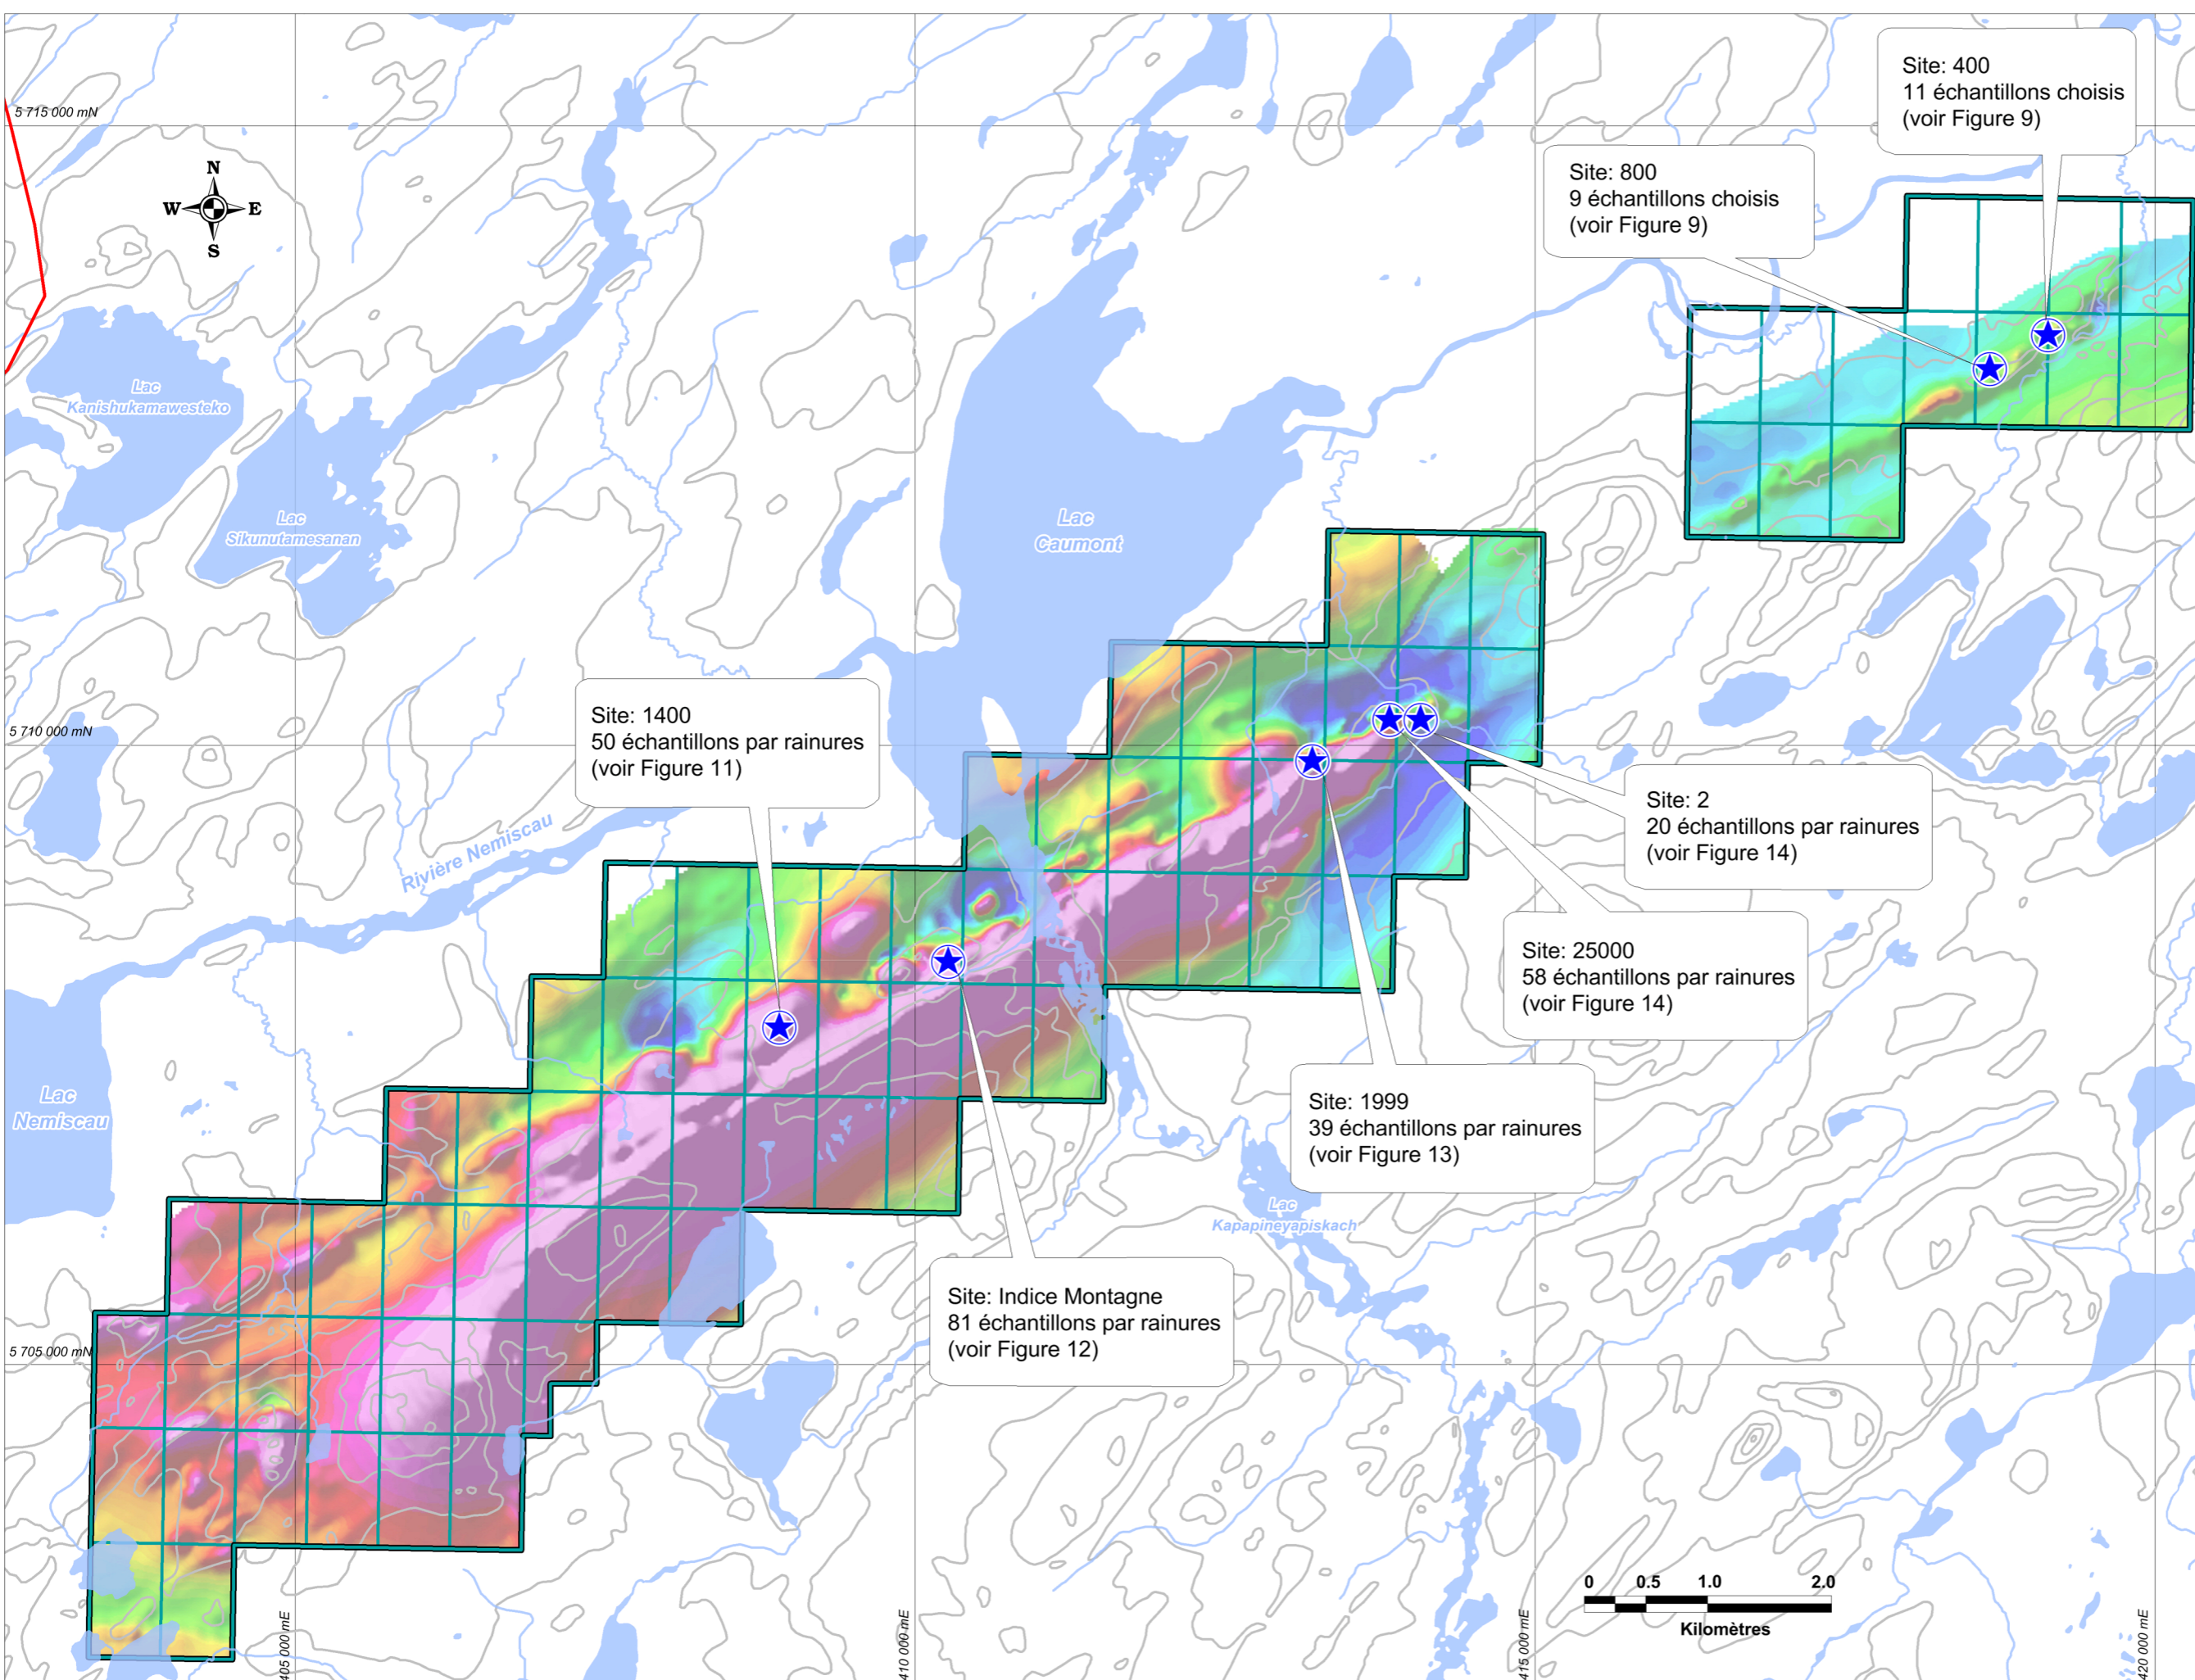 Site: 400
11 échantillons choisis
(voir Figure 9)
5 715 000 mN
Site: 800
9 échantillons choisis
(voir Figure 9)
N
W
E
S
Lac
Kanishukamawesteko
Lac
Sikunutamesanan
Lac
Caumont
Site: 1400
50 échantillons par rainures
(voir Figure 11)
5 710 000 mN
Site: 2
20 échantillons par rainures
(voir Figure 14)
Rivière Nemiscau
Site: 25000
58 échantillons par rainures
(voir Figure 14)
Lac
Nemiscau
Site: 1999
39 échantillons par rainures
(voir Figure 13)
Lac
Kapapineyapiskach
Site: Indice Montagne
81 échantillons par rainures
(voir Figure 12)
5 705 000 mN
0 0.5 1.0 2.0
Kilomètres
405 000 mE
410 000 mE
415 000 mE
420 000 mE